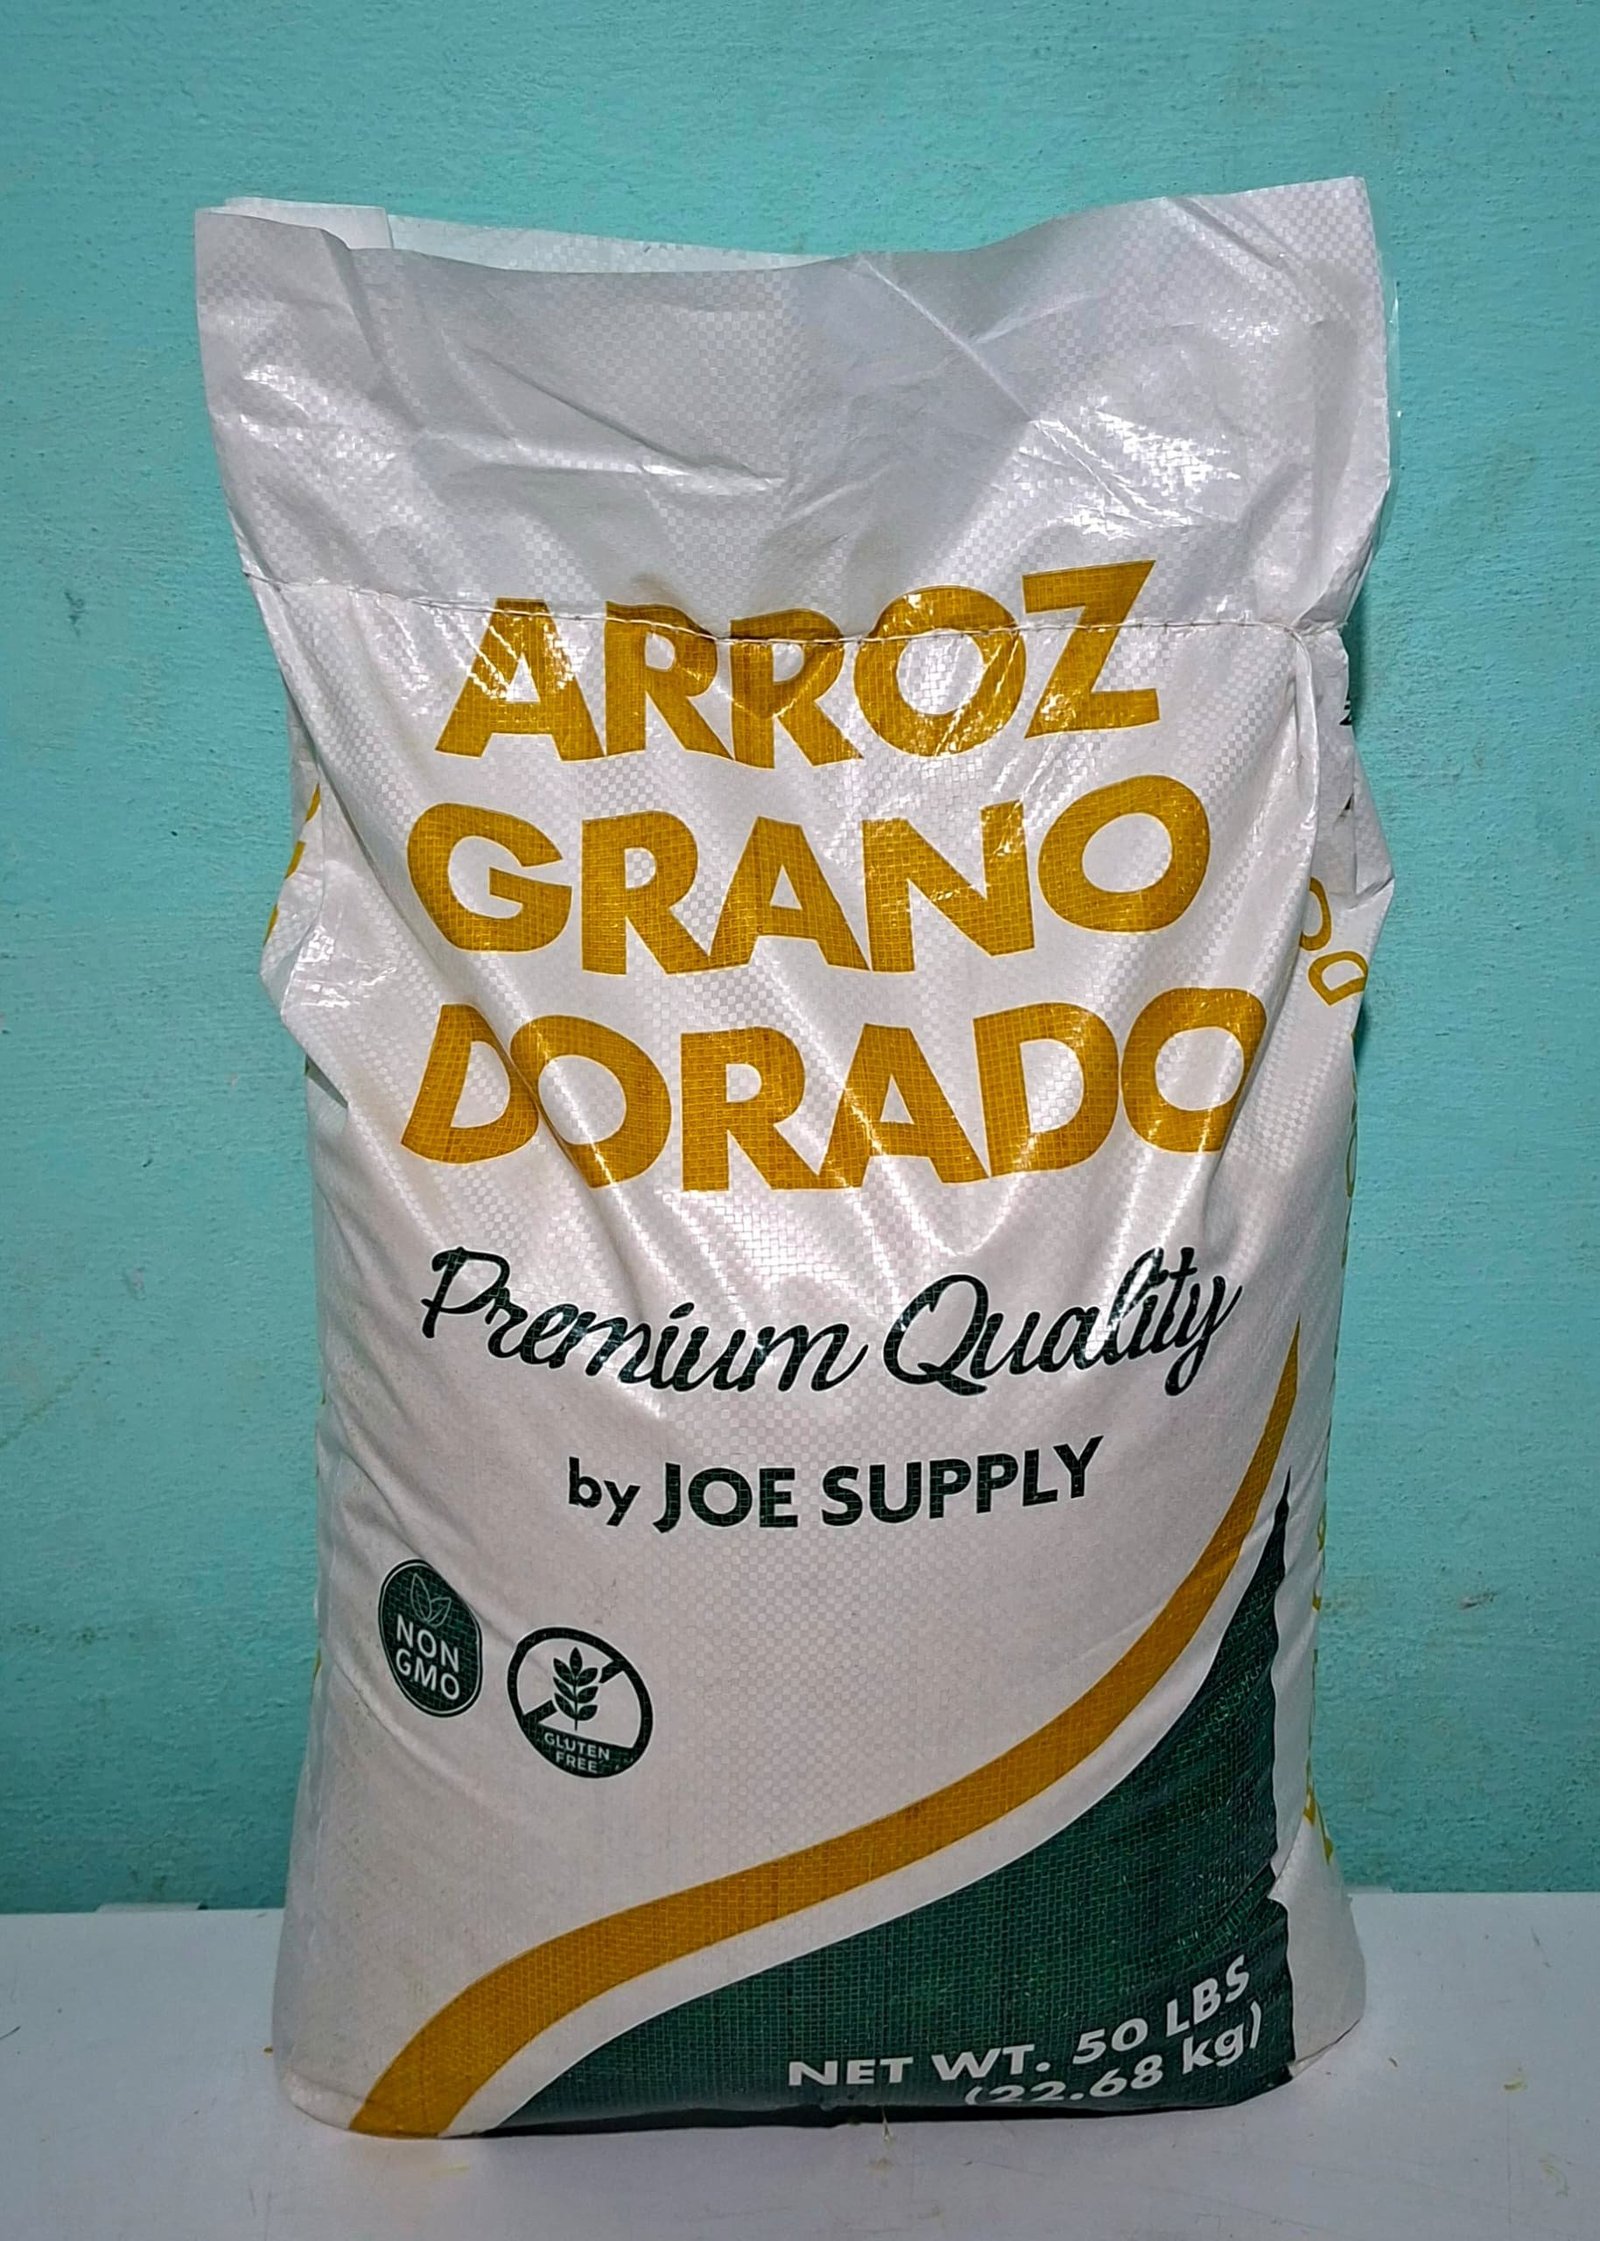 ARROZ
GRANO
DORADO
Premium Quality
by JOE SUPPLY
NON
GMO
GLUTEN
FREE
NET WT. 50 LBS
(22.68 kg)